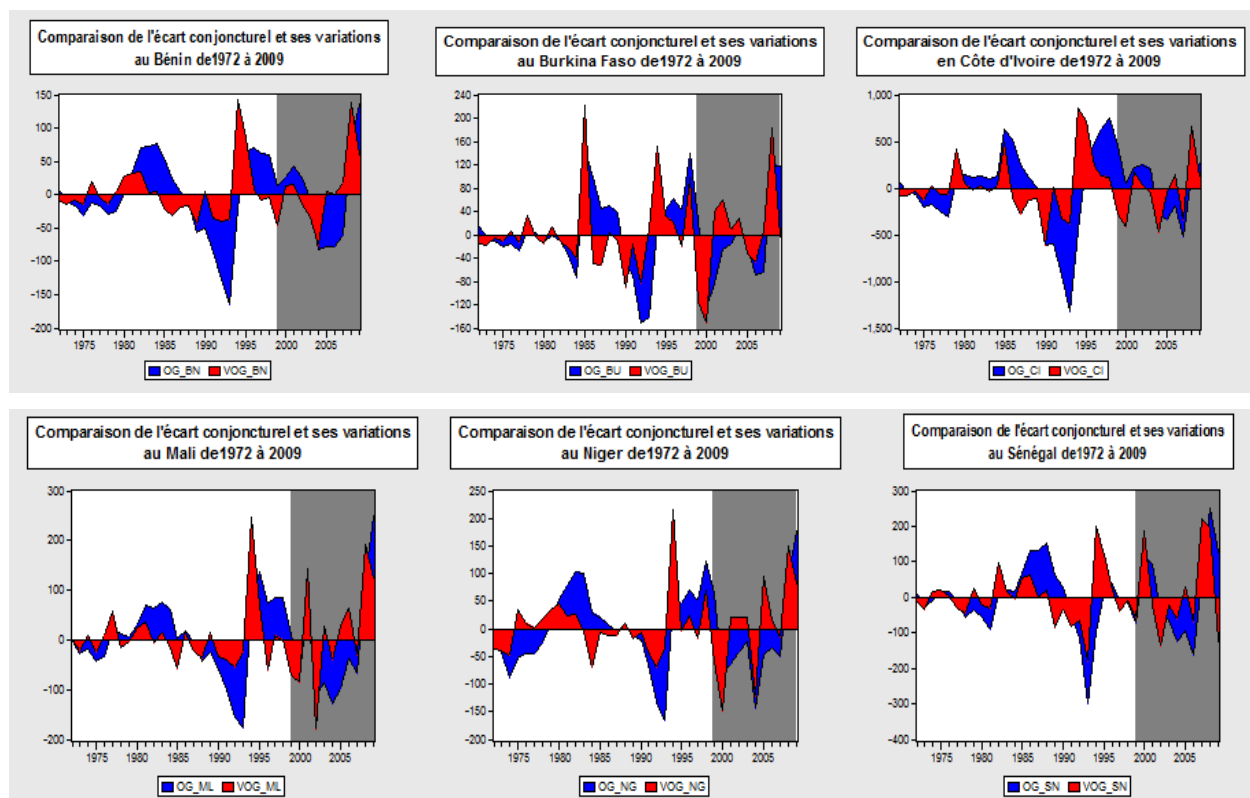 Comparaison de l'écart conjoncturel et ses variations
au Bénin de1972 à 2009
150
100
50
0
-50
-100
-150
-200
1975 1980 1985 1990 1995 2000 2005
OG_BN VOG_BN
Comparaison de l'écart conjoncturel et ses variations
au Burkina Faso de1972 à 2009
240
200
160
120
80
40
0
-40
-80
-120
-160
1975 1980 1985 1990 1995 2000 2005
OG_BU VOG_BU
Comparaison de l'écart conjoncturel et ses variations
en Côte d'Ivoire de1972 à 2009
1,000
500
0
-500
-1,000
-1,500
1975 1980 1985 1990 1995 2000 2005
OG_CI VOG_CI
Comparaison de l'écart conjoncturel et ses variations
au Mali de1972 à 2009
300
200
100
0
-100
-200
1975 1980 1985 1990 1995 2000 2005
OG_ML VOG_ML
Comparaison de l'écart conjoncturel et ses variations
au Niger de1972 à 2009
250
200
150
100
50
0
-50
-100
-150
-200
1975 1980 1985 1990 1995 2000 2005
OG_NG VOG_NG
Comparaison de l'écart conjoncturel et ses variations
au Sénégal de1972 à 2009
300
200
100
0
-100
-200
-300
-400
1975 1980 1985 1990 1995 2000 2005
OG_SN VOG_SN